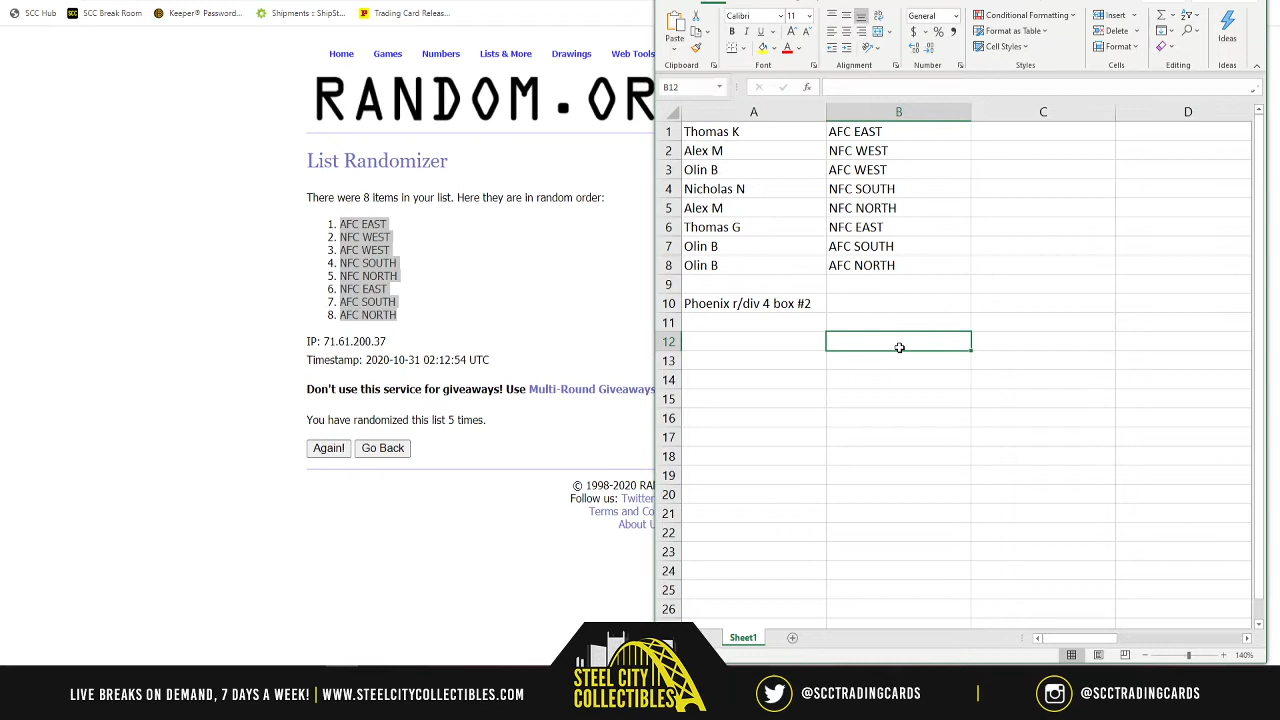 SCC Hub SCC Break Room Keeper® Password... Shipments :: ShipSt... Trading Card Releas...
Home Games Numbers Lists & More Drawings Web Tools
RANDOM.OR
List Randomizer
There were 8 items in your list. Here they are in random order:
1. AFC EAST
2. NFC WEST
3. AFC WEST
4. NFC SOUTH
5. NFC NORTH
6. NFC EAST
7. AFC SOUTH
8. AFC NORTH
IP: 71.61.200.37
Timestamp: 2020-10-31 02:12:54 UTC
Don't use this service for giveaways! Use Multi-Round Giveaways
You have randomized this list 5 times.
Again! Go Back
© 1998-2020 RA
Follow us: Twitter
Terms and Co
About U
Paste Calibri 11 General Conditional Formatting Insert
B I U A A $ % Format as Table Delete Ideas
Cell Styles Format
Clipboard Font Alignment Number Styles Cells Editing Ideas
B12 fx
A B C D
1 Thomas K AFC EAST
2 Alex M NFC WEST
3 Olin B AFC WEST
4 Nicholas N NFC SOUTH
5 Alex M NFC NORTH
6 Thomas G NFC EAST
7 Olin B AFC SOUTH
8 Olin B AFC NORTH
9
10 Phoenix r/div 4 box #2
11
12
13
14
15
16
17
18
19
20
21
22
23
24
25
26
Sheet1
140%
LIVE BREAKS ON DEMAND, 7 DAYS A WEEK! | WWW.STEELCITYCOLLECTIBLES.COM
STEEL CITY
COLLECTIBLES
@SCCTRADINGCARDS | @SCCTRADINGCARDS